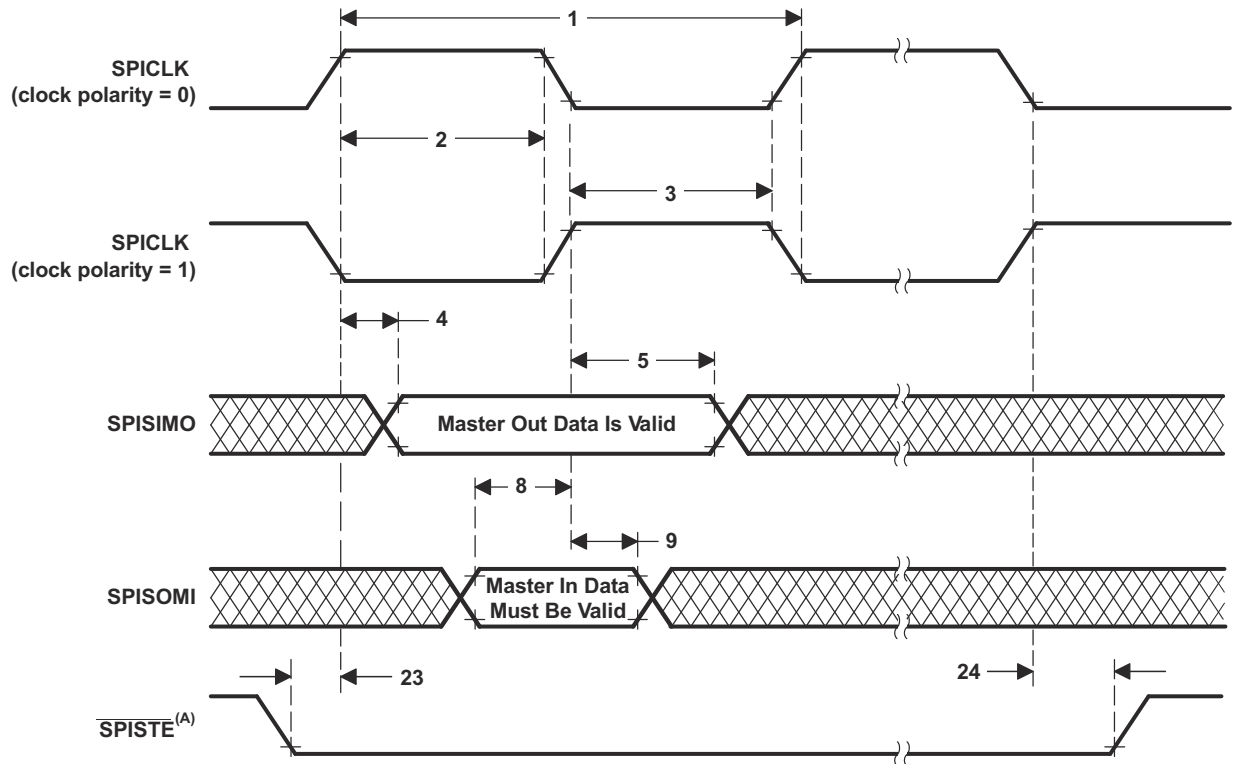 1
SPICLK
(clock polarity = 0)
2
3
SPICLK
(clock polarity = 1)
4
5
SPISIMO
Master Out Data Is Valid
8
9
SPISOMI
Master In Data
Must Be Valid
23
24
SPISTE(A)